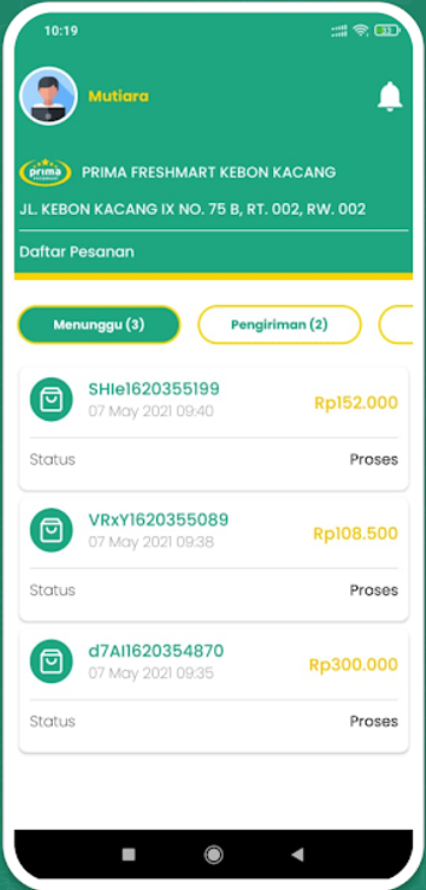 10:19
33
Mutiara
prima
PRIMA FRESHMART KEBON KACANG
JL. KEBON KACANG IX NO. 75 B, RT. 002, RW. 002
Daftar Pesanan
Menunggu (3)
Pengiriman (2)
SHIe1620355199
07 May 2021 09:40
Rp152.000
Status
Proses
VRxY1620355089
07 May 2021 09:38
Rp108.500
Status
Proses
d7AI1620354870
07 May 2021 09:35
Rp300.000
Status
Proses